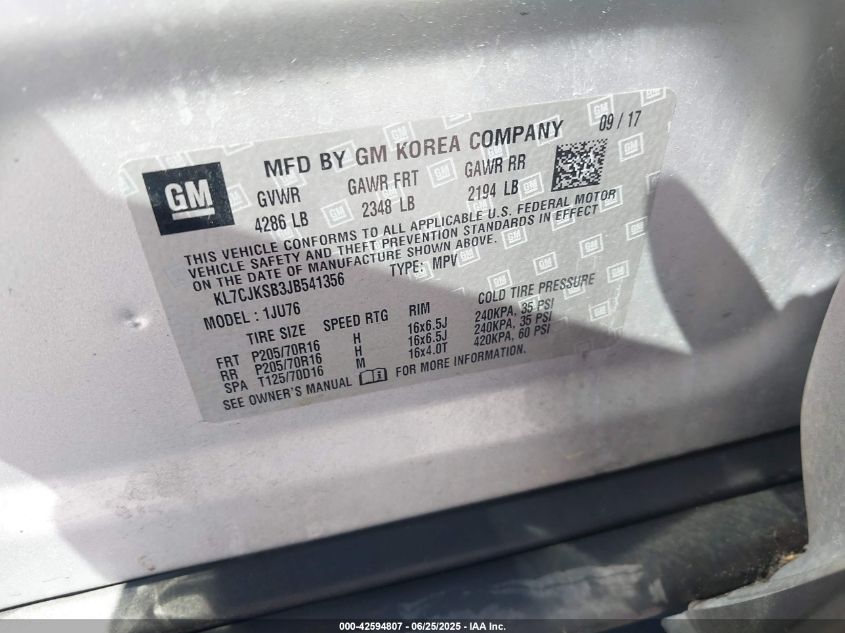 GM
MFD BY GM KOREA COMPANY 09 / 17
GVWR GAWR FRT GAWR RR
4286 LB 2348 LB 2194 LB
THIS VEHICLE CONFORMS TO ALL APPLICABLE U.S. FEDERAL MOTOR
VEHICLE SAFETY AND THEFT PREVENTION STANDARDS IN EFFECT
ON THE DATE OF MANUFACTURE SHOWN ABOVE.
KL7CJKSB3JB541356 TYPE: MPV
MODEL : 1JU76
TIRE SIZE SPEED RTG RIM COLD TIRE PRESSURE
FRT P205/70R16 H 16x6.5J 240KPA, 35 PSI
RR P205/70R16 H 16x6.5J 240KPA, 35 PSI
SPA T125/70D16 M 16x4.0T 420KPA, 60 PSI
SEE OWNER'S MANUAL FOR MORE INFORMATION.
000-42594807 - 06/25/2025 - IAA Inc.